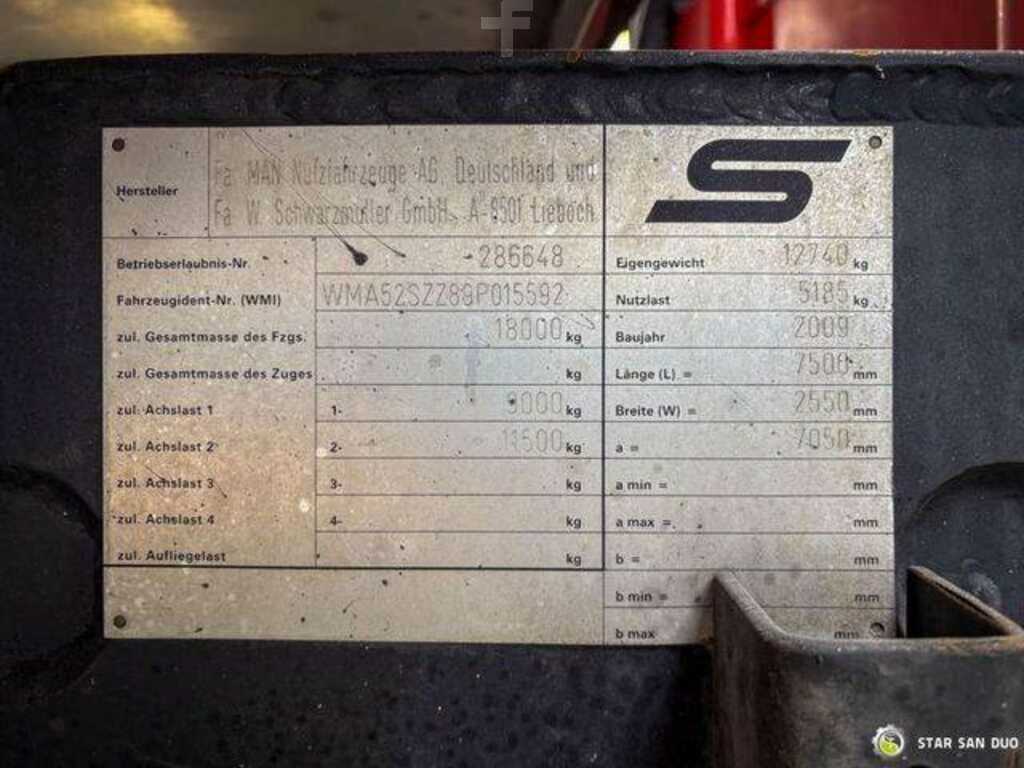 Hersteller
Fa. MAN Nutzfahrzeuge AG, Deutschland und
Fa. W. Schwarzmüller GmbH, A-8501 Lieboch
S
Betriebserlaubnis-Nr. 286648
Eigengewicht 12740 kg
Fahrzeugident-Nr. (WMI) WMA52SZZ89P015592
Nutzlast 5185 kg
zul. Gesamtmasse des Fzgs. 18000 kg
Baujahr 2009
zul. Gesamtmasse des Zuges kg
Länge (L) = 7500 mm
zul. Achslast 1 1- 9000 kg
Breite (W) = 2550 mm
zul. Achslast 2 2- 11500 kg
a = 7050 mm
zul. Achslast 3 3- kg
a min = mm
zul. Achslast 4 4- kg
a max = mm
zul. Aufliegelast kg
b = mm
b min = mm
b max mm
STAR SAN DUO